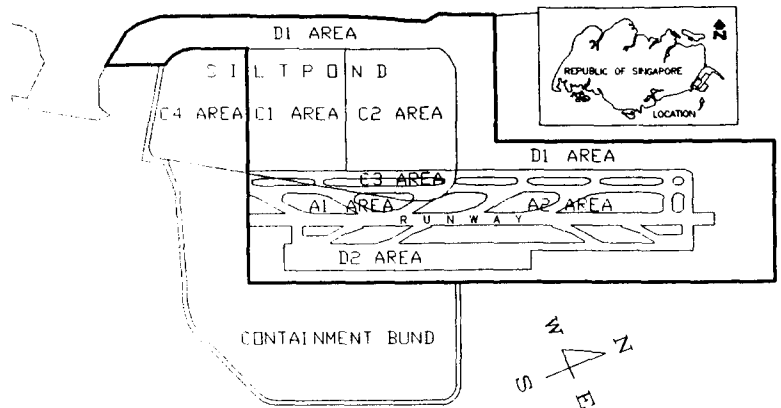 D1 AREA
N
REPUBLIC OF SINGAPORE
LOCATION
SILTPOND
C4 AREA C1 AREA C2 AREA
D1 AREA
C3 AREA
A1 AREA A2 AREA
RUNWAY
D2 AREA
CONTAINMENT BUND
W N
S E